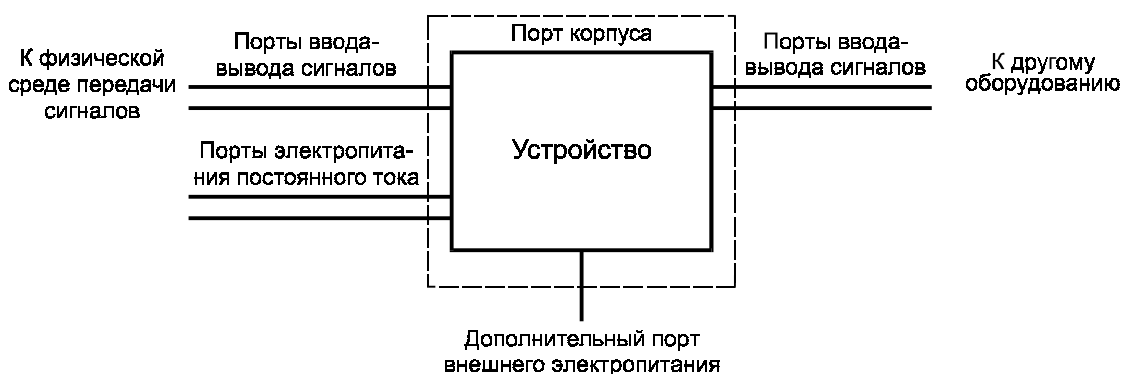 Порт корпуса
К физической
среде передачи
сигналов
Порты ввода-
вывода сигналов
Порты ввода-
вывода сигналов
К другому
оборудованию
Устройство
Порты электропита-
ния постоянного тока
Дополнительный порт
внешнего электропитания